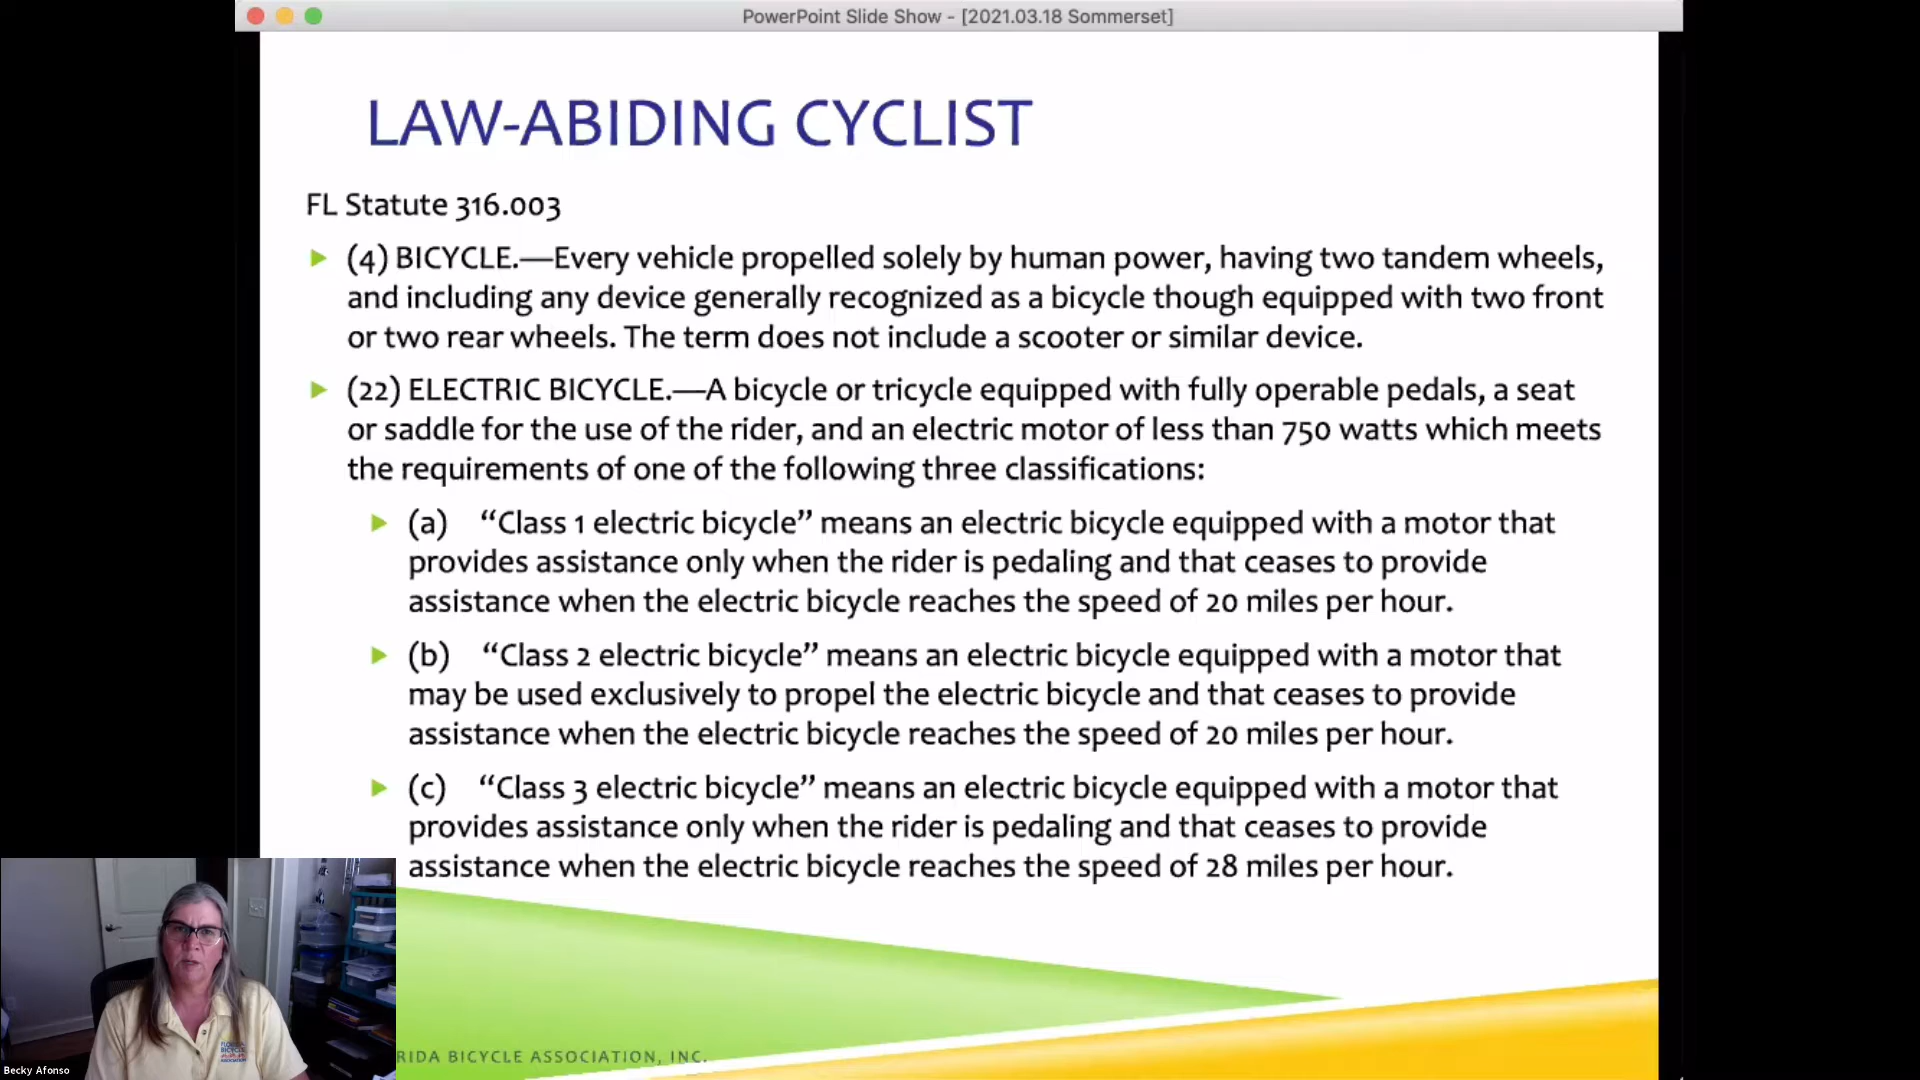 PowerPoint Slide Show - [2021.03.18 Sommerset]
LAW-ABIDING CYCLIST
FL Statute 316.003
(4) BICYCLE.—Every vehicle propelled solely by human power, having two tandem wheels,
and including any device generally recognized as a bicycle though equipped with two front
or two rear wheels. The term does not include a scooter or similar device.
(22) ELECTRIC BICYCLE.—A bicycle or tricycle equipped with fully operable pedals, a seat
or saddle for the use of the rider, and an electric motor of less than 750 watts which meets
the requirements of one of the following three classifications:
(a) “Class 1 electric bicycle” means an electric bicycle equipped with a motor that
provides assistance only when the rider is pedaling and that ceases to provide
assistance when the electric bicycle reaches the speed of 20 miles per hour.
(b) “Class 2 electric bicycle” means an electric bicycle equipped with a motor that
may be used exclusively to propel the electric bicycle and that ceases to provide
assistance when the electric bicycle reaches the speed of 20 miles per hour.
(c) “Class 3 electric bicycle” means an electric bicycle equipped with a motor that
provides assistance only when the rider is pedaling and that ceases to provide
assistance when the electric bicycle reaches the speed of 28 miles per hour.
RIDA BICYCLE ASSOCIATION, INC.
FLORIDA
BICYCLE
ASSOCIATION
Becky Afonso